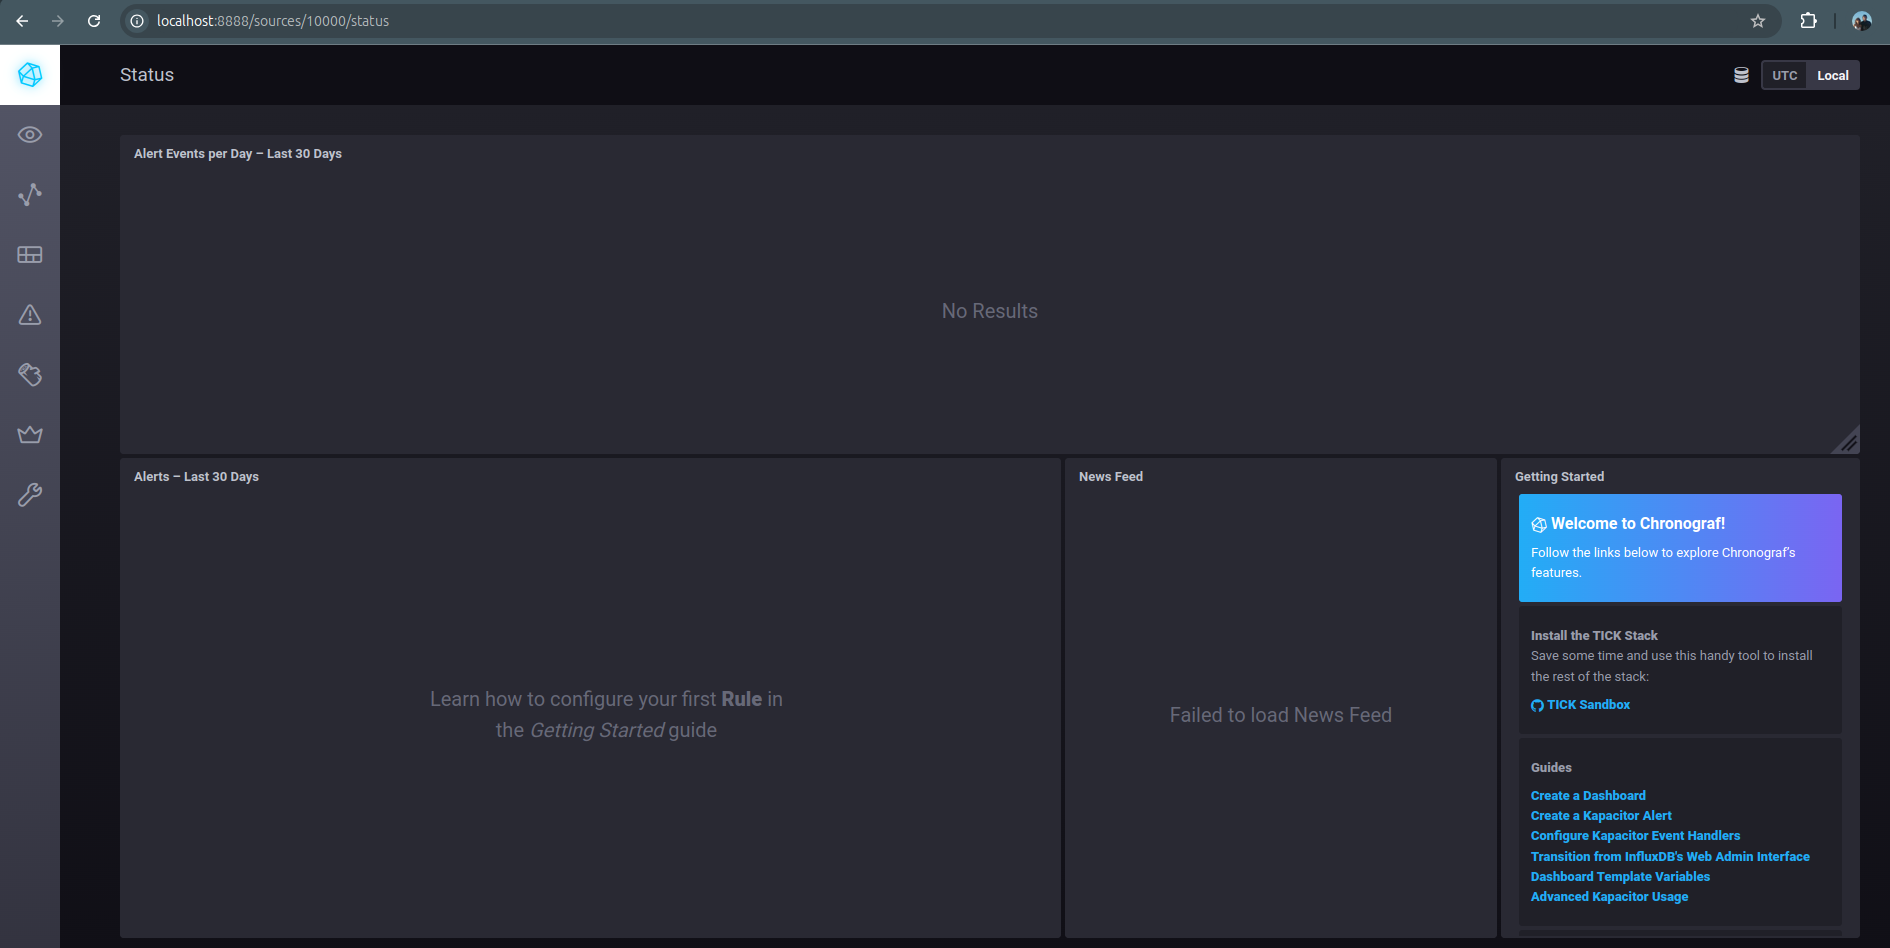 localhost:8888/sources/10000/status
Status
UTC
Local
Alert Events per Day – Last 30 Days
No Results
Alerts – Last 30 Days
Learn how to configure your first Rule in
the Getting Started guide
News Feed
Failed to load News Feed
Getting Started
Welcome to Chronograf!
Follow the links below to explore Chronograf's
features.
Install the TICK Stack
Save some time and use this handy tool to install
the rest of the stack:
TICK Sandbox
Guides
Create a Dashboard
Create a Kapacitor Alert
Configure Kapacitor Event Handlers
Transition from InfluxDB's Web Admin Interface
Dashboard Template Variables
Advanced Kapacitor Usage